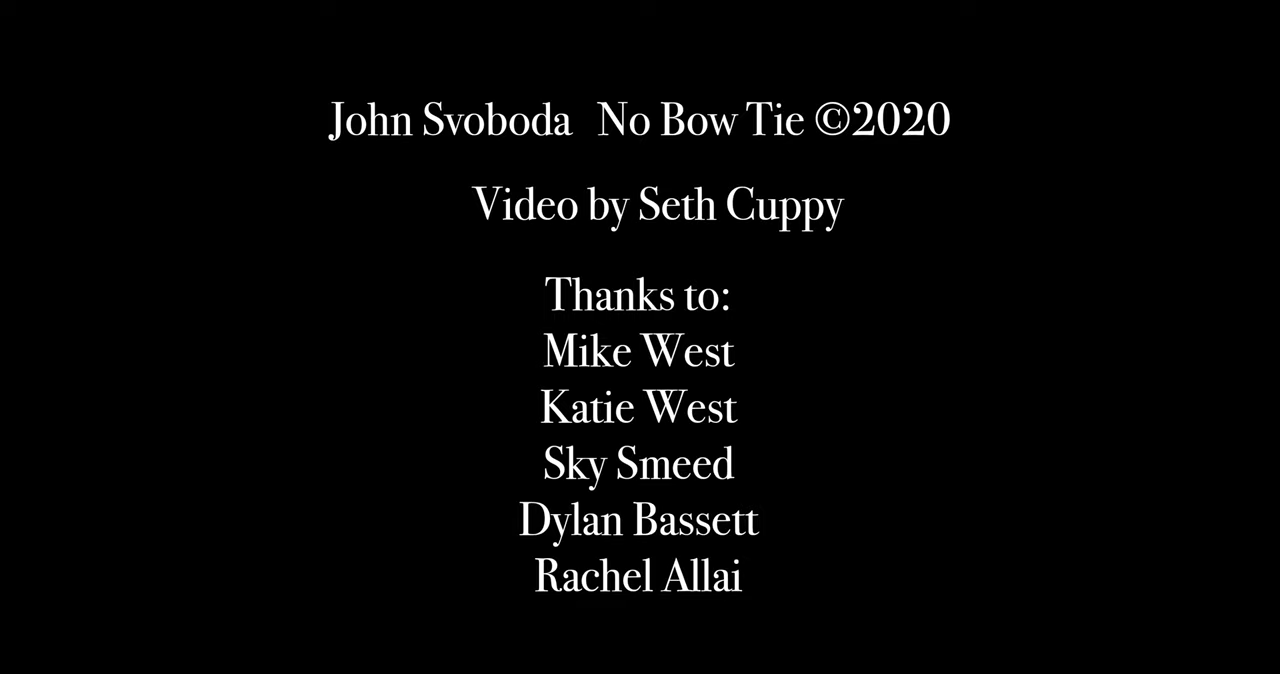 John Svoboda No Bow Tie ©2020
Video by Seth Cuppy
Thanks to:
Mike West
Katie West
Sky Smeed
Dylan Bassett
Rachel Allai